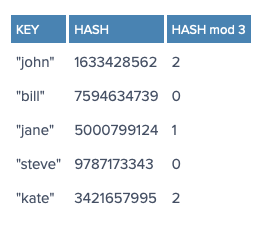 KEY HASH HASH mod 3
"john" 1633428562 2
"bill" 7594634739 0
"jane" 5000799124 1
"steve" 9787173343 0
"kate" 3421657995 2